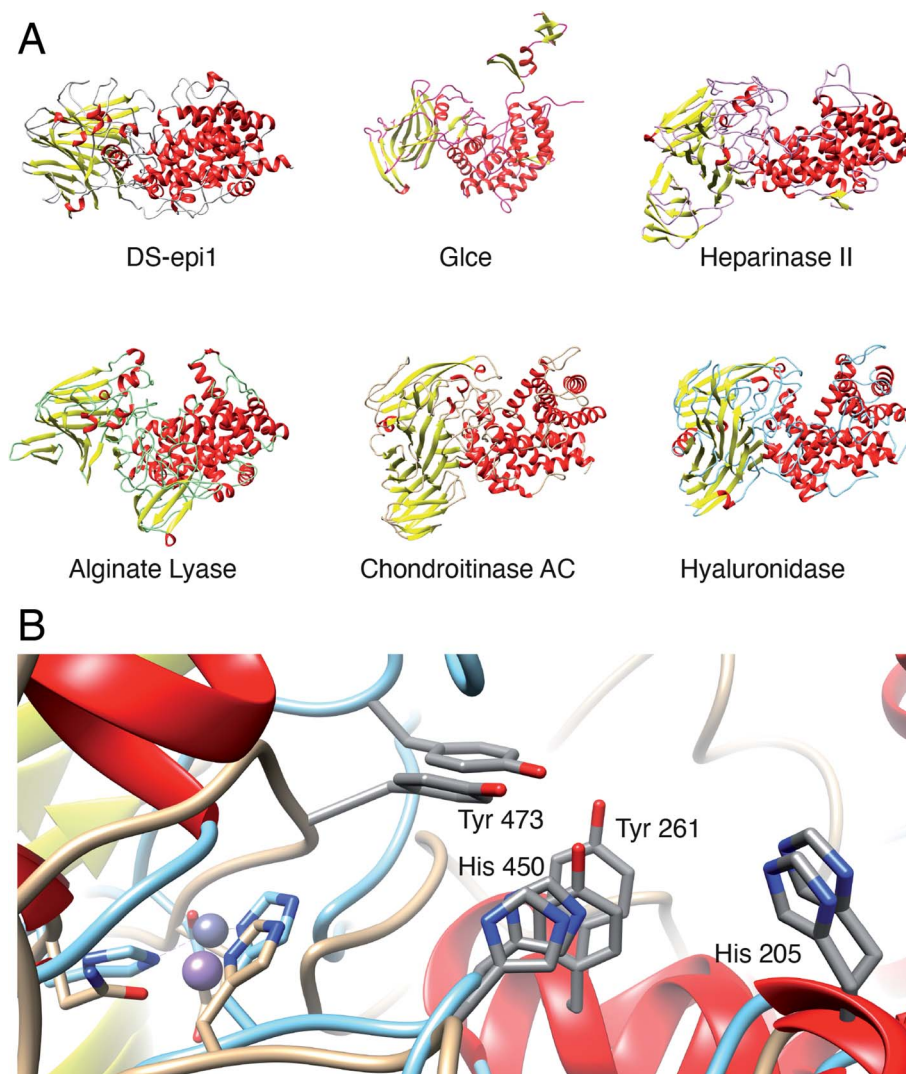 A
DS-epi1
Glce
Heparinase II
Alginate Lyase
Chondroitinase AC
Hyaluronidase
B
Tyr 473
Tyr 261
His 450
His 205